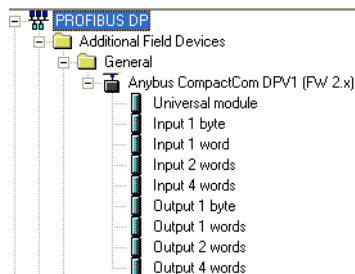 PROFIBUS DP
Additional Field Devices
General
Anybus CompactCom DPV1 (FW 2.x)
Universal module
Input 1 byte
Input 1 word
Input 2 words
Input 4 words
Output 1 byte
Output 1 words
Output 2 words
Output 4 words